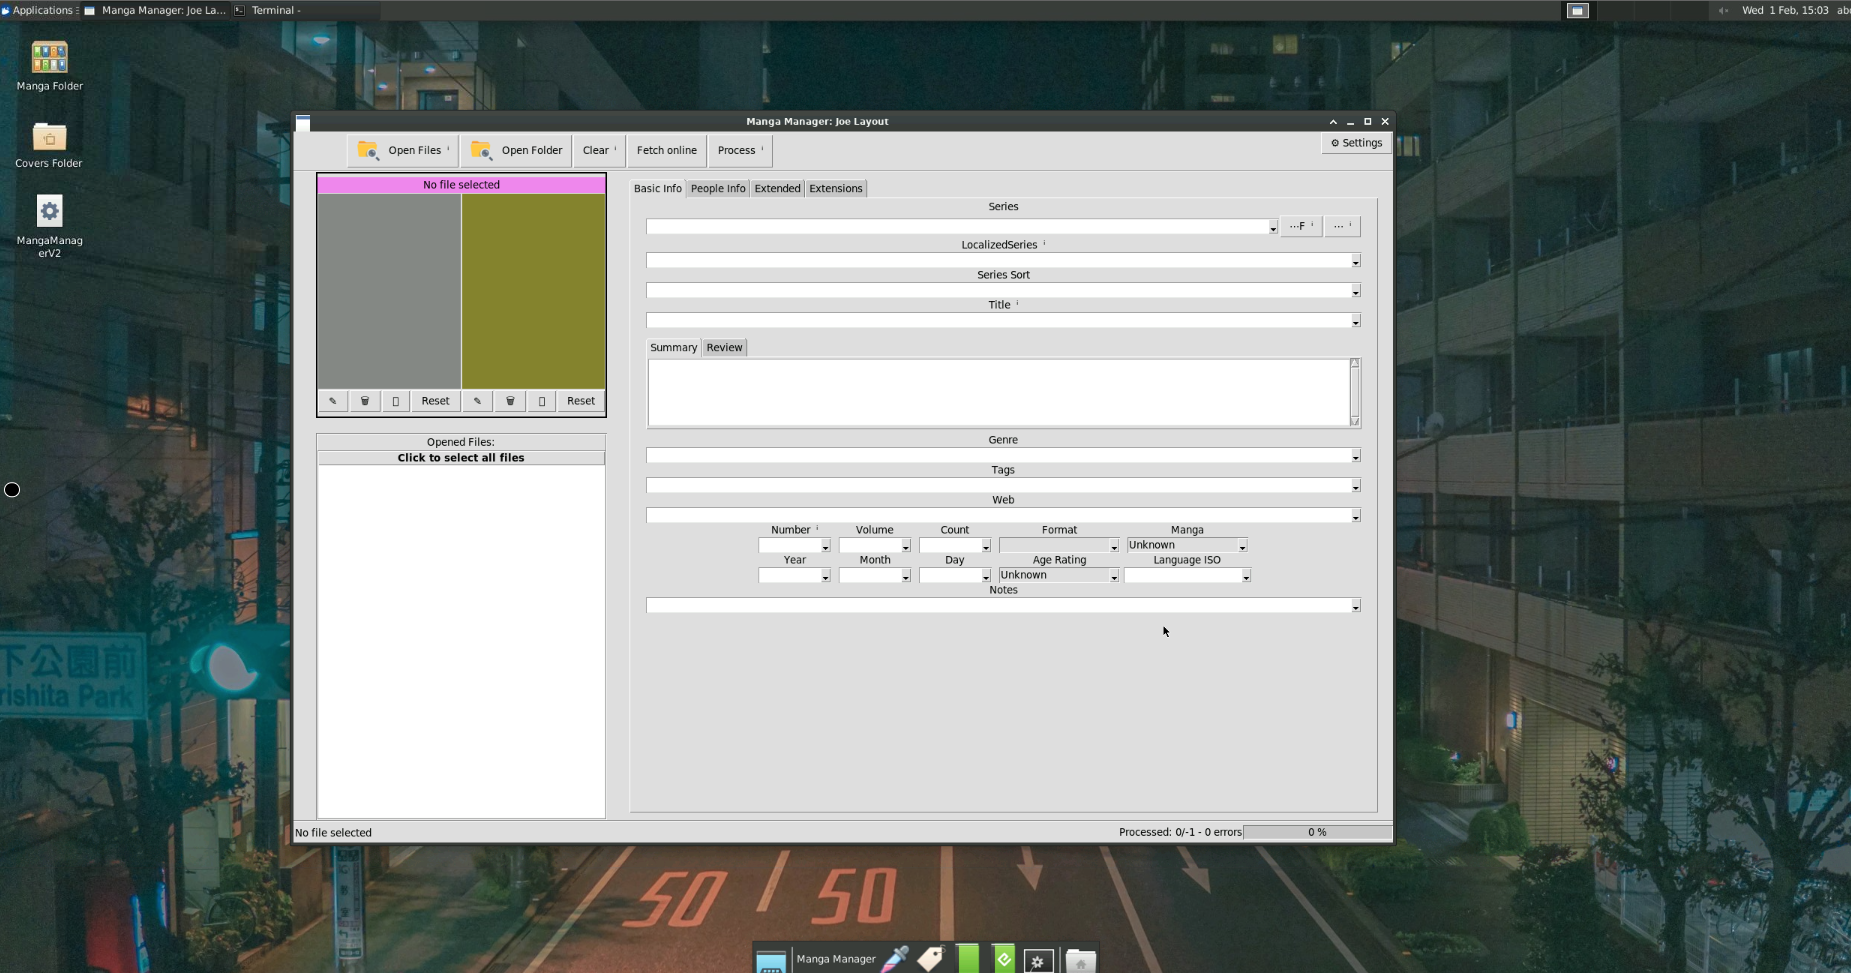 Applications
Manga Manager: Joe La...
Terminal -
Wed 1 Feb, 15:03
Manga Folder
Covers Folder
MangaManag
erV2
Manga Manager: Joe Layout
Open Files i
Open Folder
Clear i
Fetch online
Process i
Settings
No file selected
Reset
Reset
Opened Files:
Click to select all files
Basic Info
People Info
Extended
Extensions
Series
...F i
... i
LocalizedSeries i
Series Sort
Title i
Summary
Review
Genre
Tags
Web
Number i
Volume
Count
Format
Manga
Unknown
Year
Month
Day
Age Rating
Language ISO
Unknown
Notes
No file selected
Processed: 0/-1 - 0 errors
0 %
下公園前
rishita Park
50
50
Manga Manager